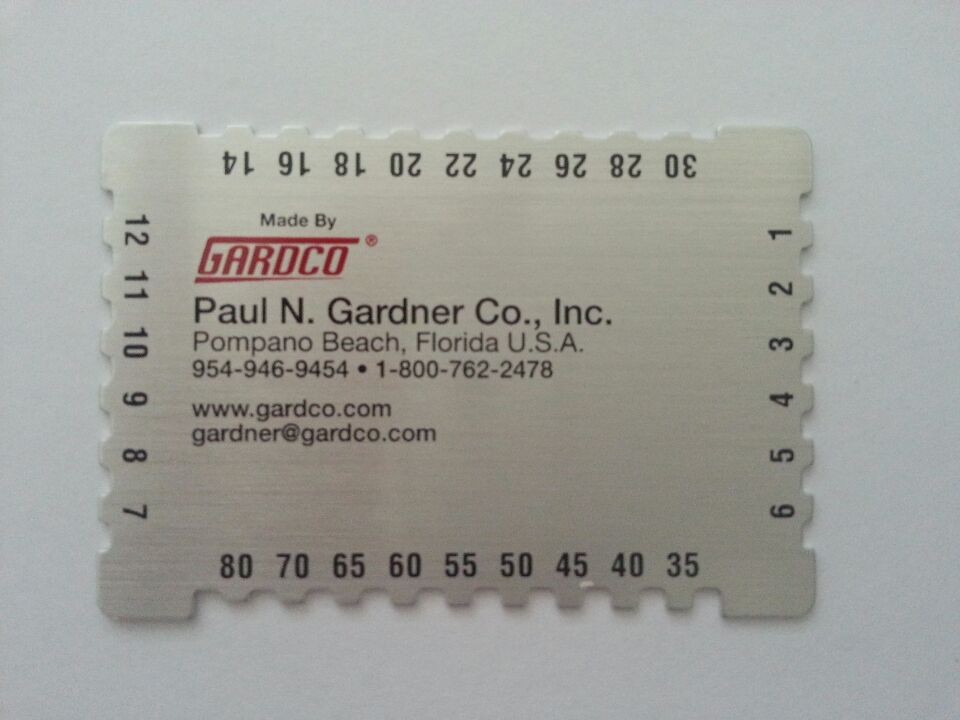 14 16 18 20 22 24 26 28 30
Made By
GARDCO®
Paul N. Gardner Co., Inc.
Pompano Beach, Florida U.S.A.
954-946-9454 • 1-800-762-2478
www.gardco.com
gardner@gardco.com
12
11
10
9
8
7
1
2
3
4
5
6
80 70 65 60 55 50 45 40 35